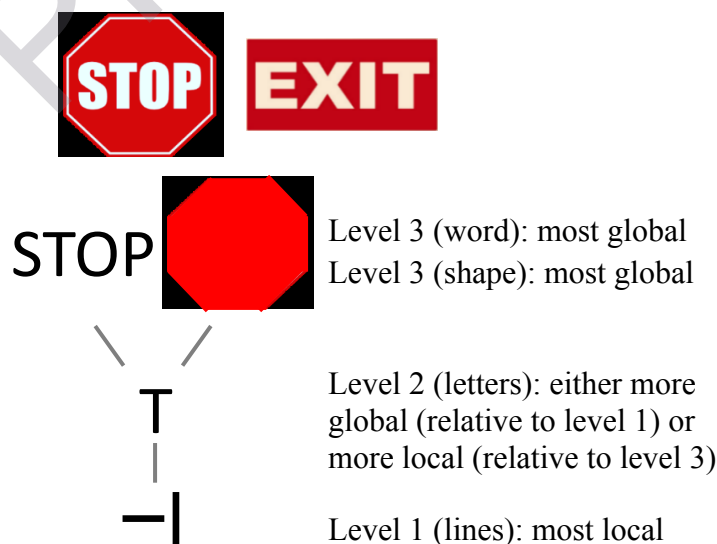 STOP EXIT
STOP
Level 3 (word): most global
Level 3 (shape): most global
T
Level 2 (letters): either more
global (relative to level 1) or
more local (relative to level 3)
Level 1 (lines): most local